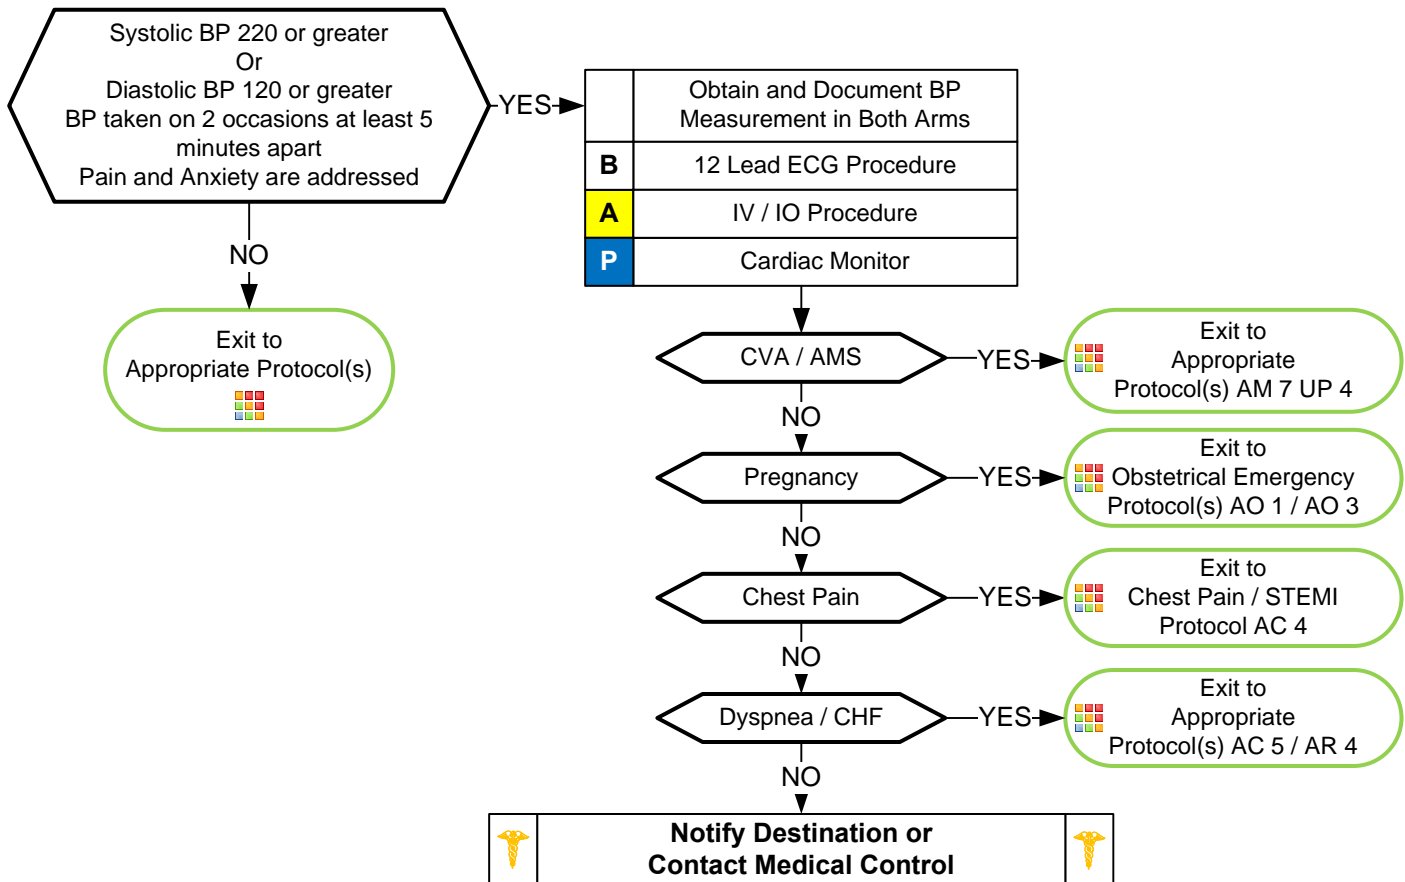 Systolic BP 220 or greater
Or
Diastolic BP 120 or greater
BP taken on 2 occasions at least 5
minutes apart
Pain and Anxiety are addressed
YES
NO
Exit to
Appropriate Protocol(s)
Obtain and Document BP
Measurement in Both Arms
B 12 Lead ECG Procedure
A IV / IO Procedure
P Cardiac Monitor
CVA / AMS
YES
Exit to
Appropriate
Protocol(s) AM 7 UP 4
NO
Pregnancy
YES
Exit to
Obstetrical Emergency
Protocol(s) AO 1 / AO 3
NO
Chest Pain
YES
Exit to
Chest Pain / STEMI
Protocol AC 4
NO
Dyspnea / CHF
YES
Exit to
Appropriate
Protocol(s) AC 5 / AR 4
NO
Notify Destination or
Contact Medical Control